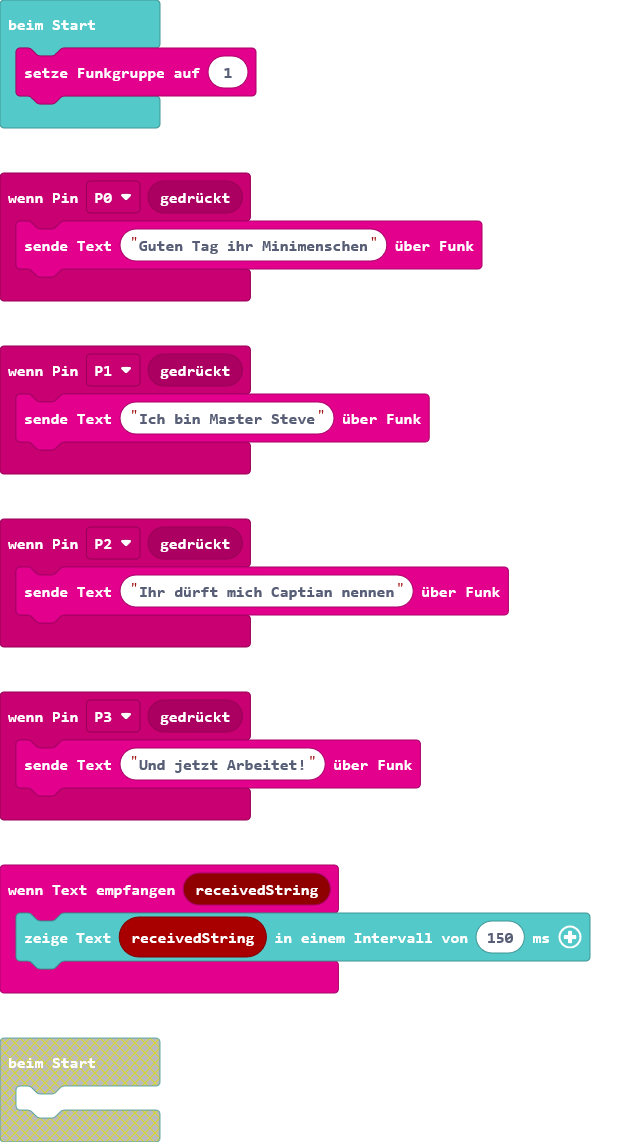 beim Start
setze Funkgruppe auf 1
wenn Pin P0 gedrückt
sende Text "Guten Tag ihr Minimenschen" über Funk
wenn Pin P1 gedrückt
sende Text "Ich bin Master Steve" über Funk
wenn Pin P2 gedrückt
sende Text "Ihr dürft mich Captian nennen" über Funk
wenn Pin P3 gedrückt
sende Text "Und jetzt Arbeitet!" über Funk
wenn Text empfangen receivedString
zeige Text receivedString in einem Intervall von 150 ms
beim Start